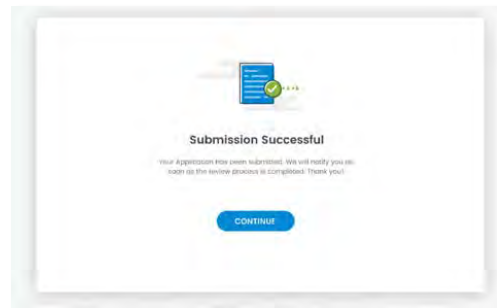 Submission Successful
Your Application Has been submitted. We will notify you as
soon as the review process is completed. Thank you!
CONTINUE